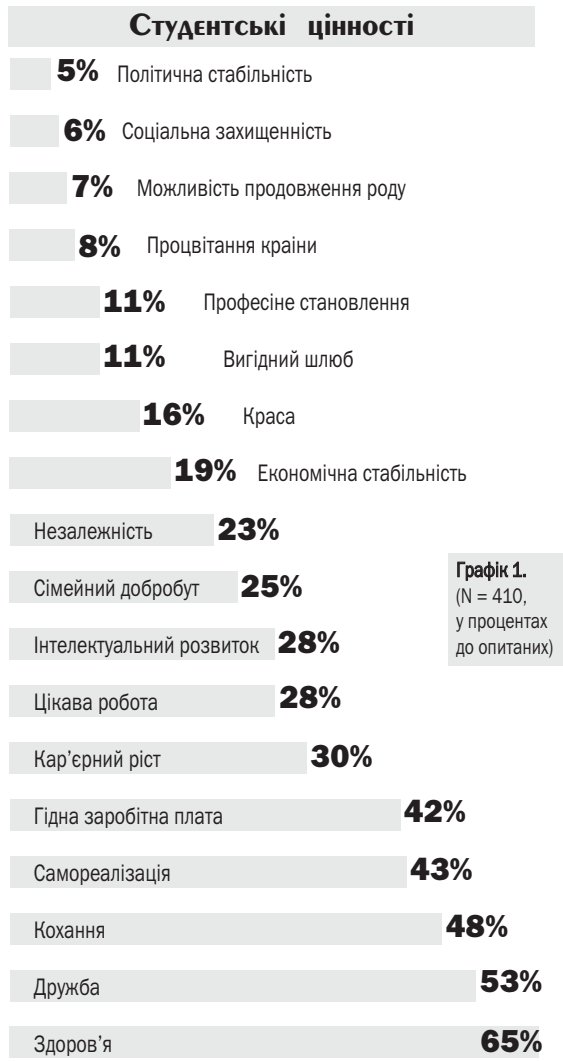 Студентські цінності
5% Політична стабільність
6% Соціальна захищенність
7% Можливість продовження роду
8% Процвітання краіни
11% Професіне становлення
11% Вигідний шлюб
16% Краса
19% Економічна стабільність
Незалежність 23%
Сімейний добробут 25%
Графік 1.
(N = 410,
у процентах
до опитаних)
Інтелектуальний розвиток 28%
Цікава робота 28%
Кар’єрний ріст 30%
Гідна заробітна плата 42%
Самореалізація 43%
Кохання 48%
Дружба 53%
Здоров’я 65%